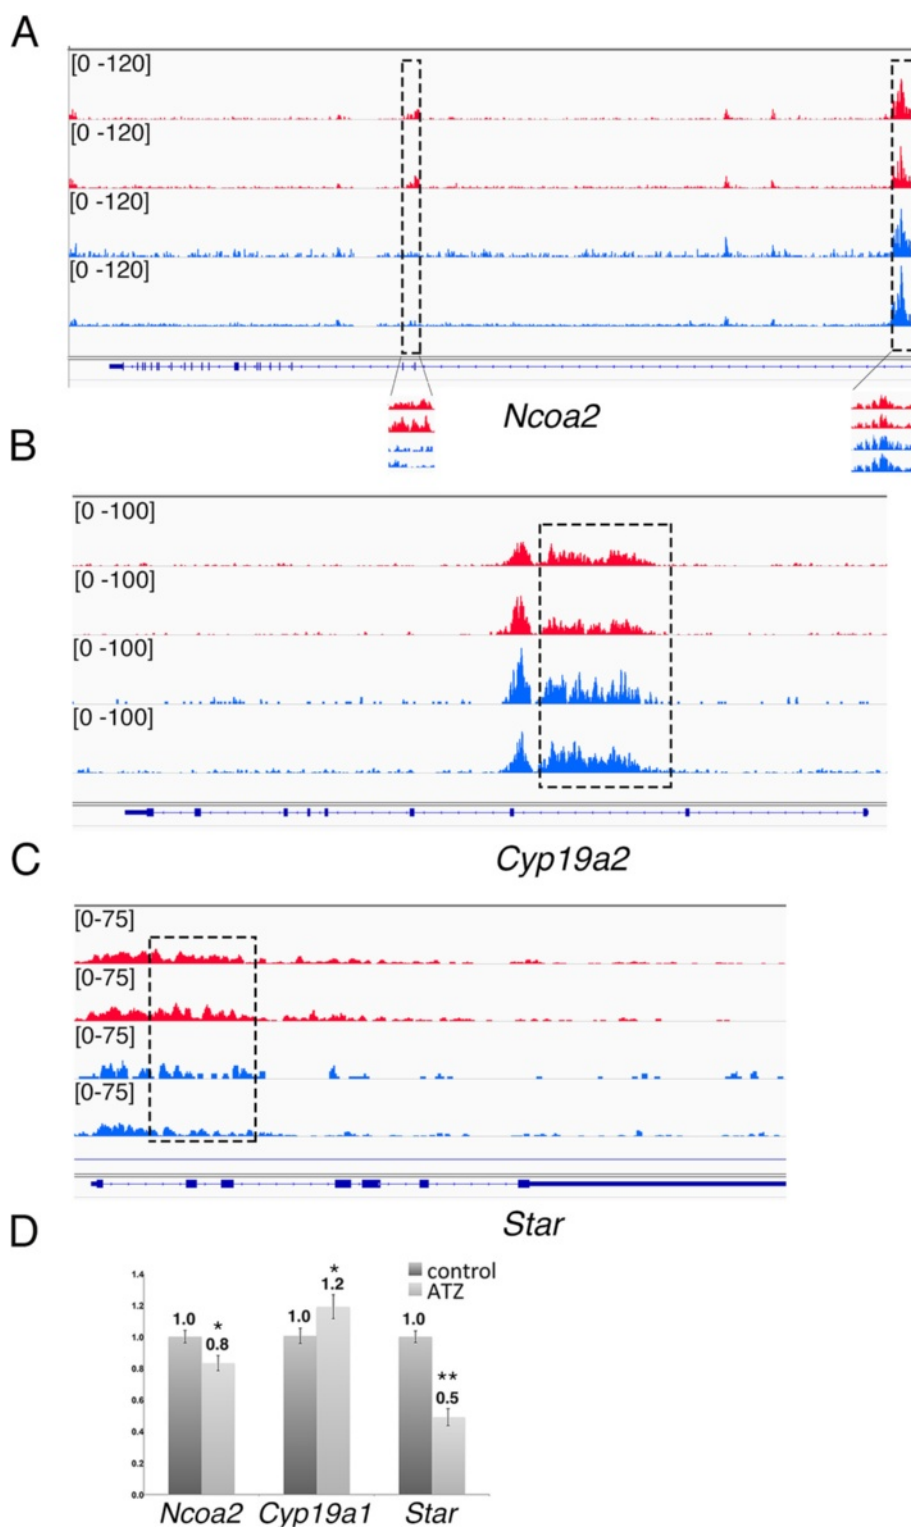 A
[0 -120]
[0 -120]
[0 -120]
[0 -120]
Ncoa2
B
[0 -100]
[0 -100]
[0 -100]
[0 -100]
Cyp19a2
C
[0-75]
[0-75]
[0-75]
[0-75]
Star
D
control
ATZ
1.4
1.2
1.0
0.8
0.6
0.4
0.2
0.0
1.0
*
0.8
1.0
*
1.2
1.0
**
0.5
Ncoa2 Cyp19a1 Star